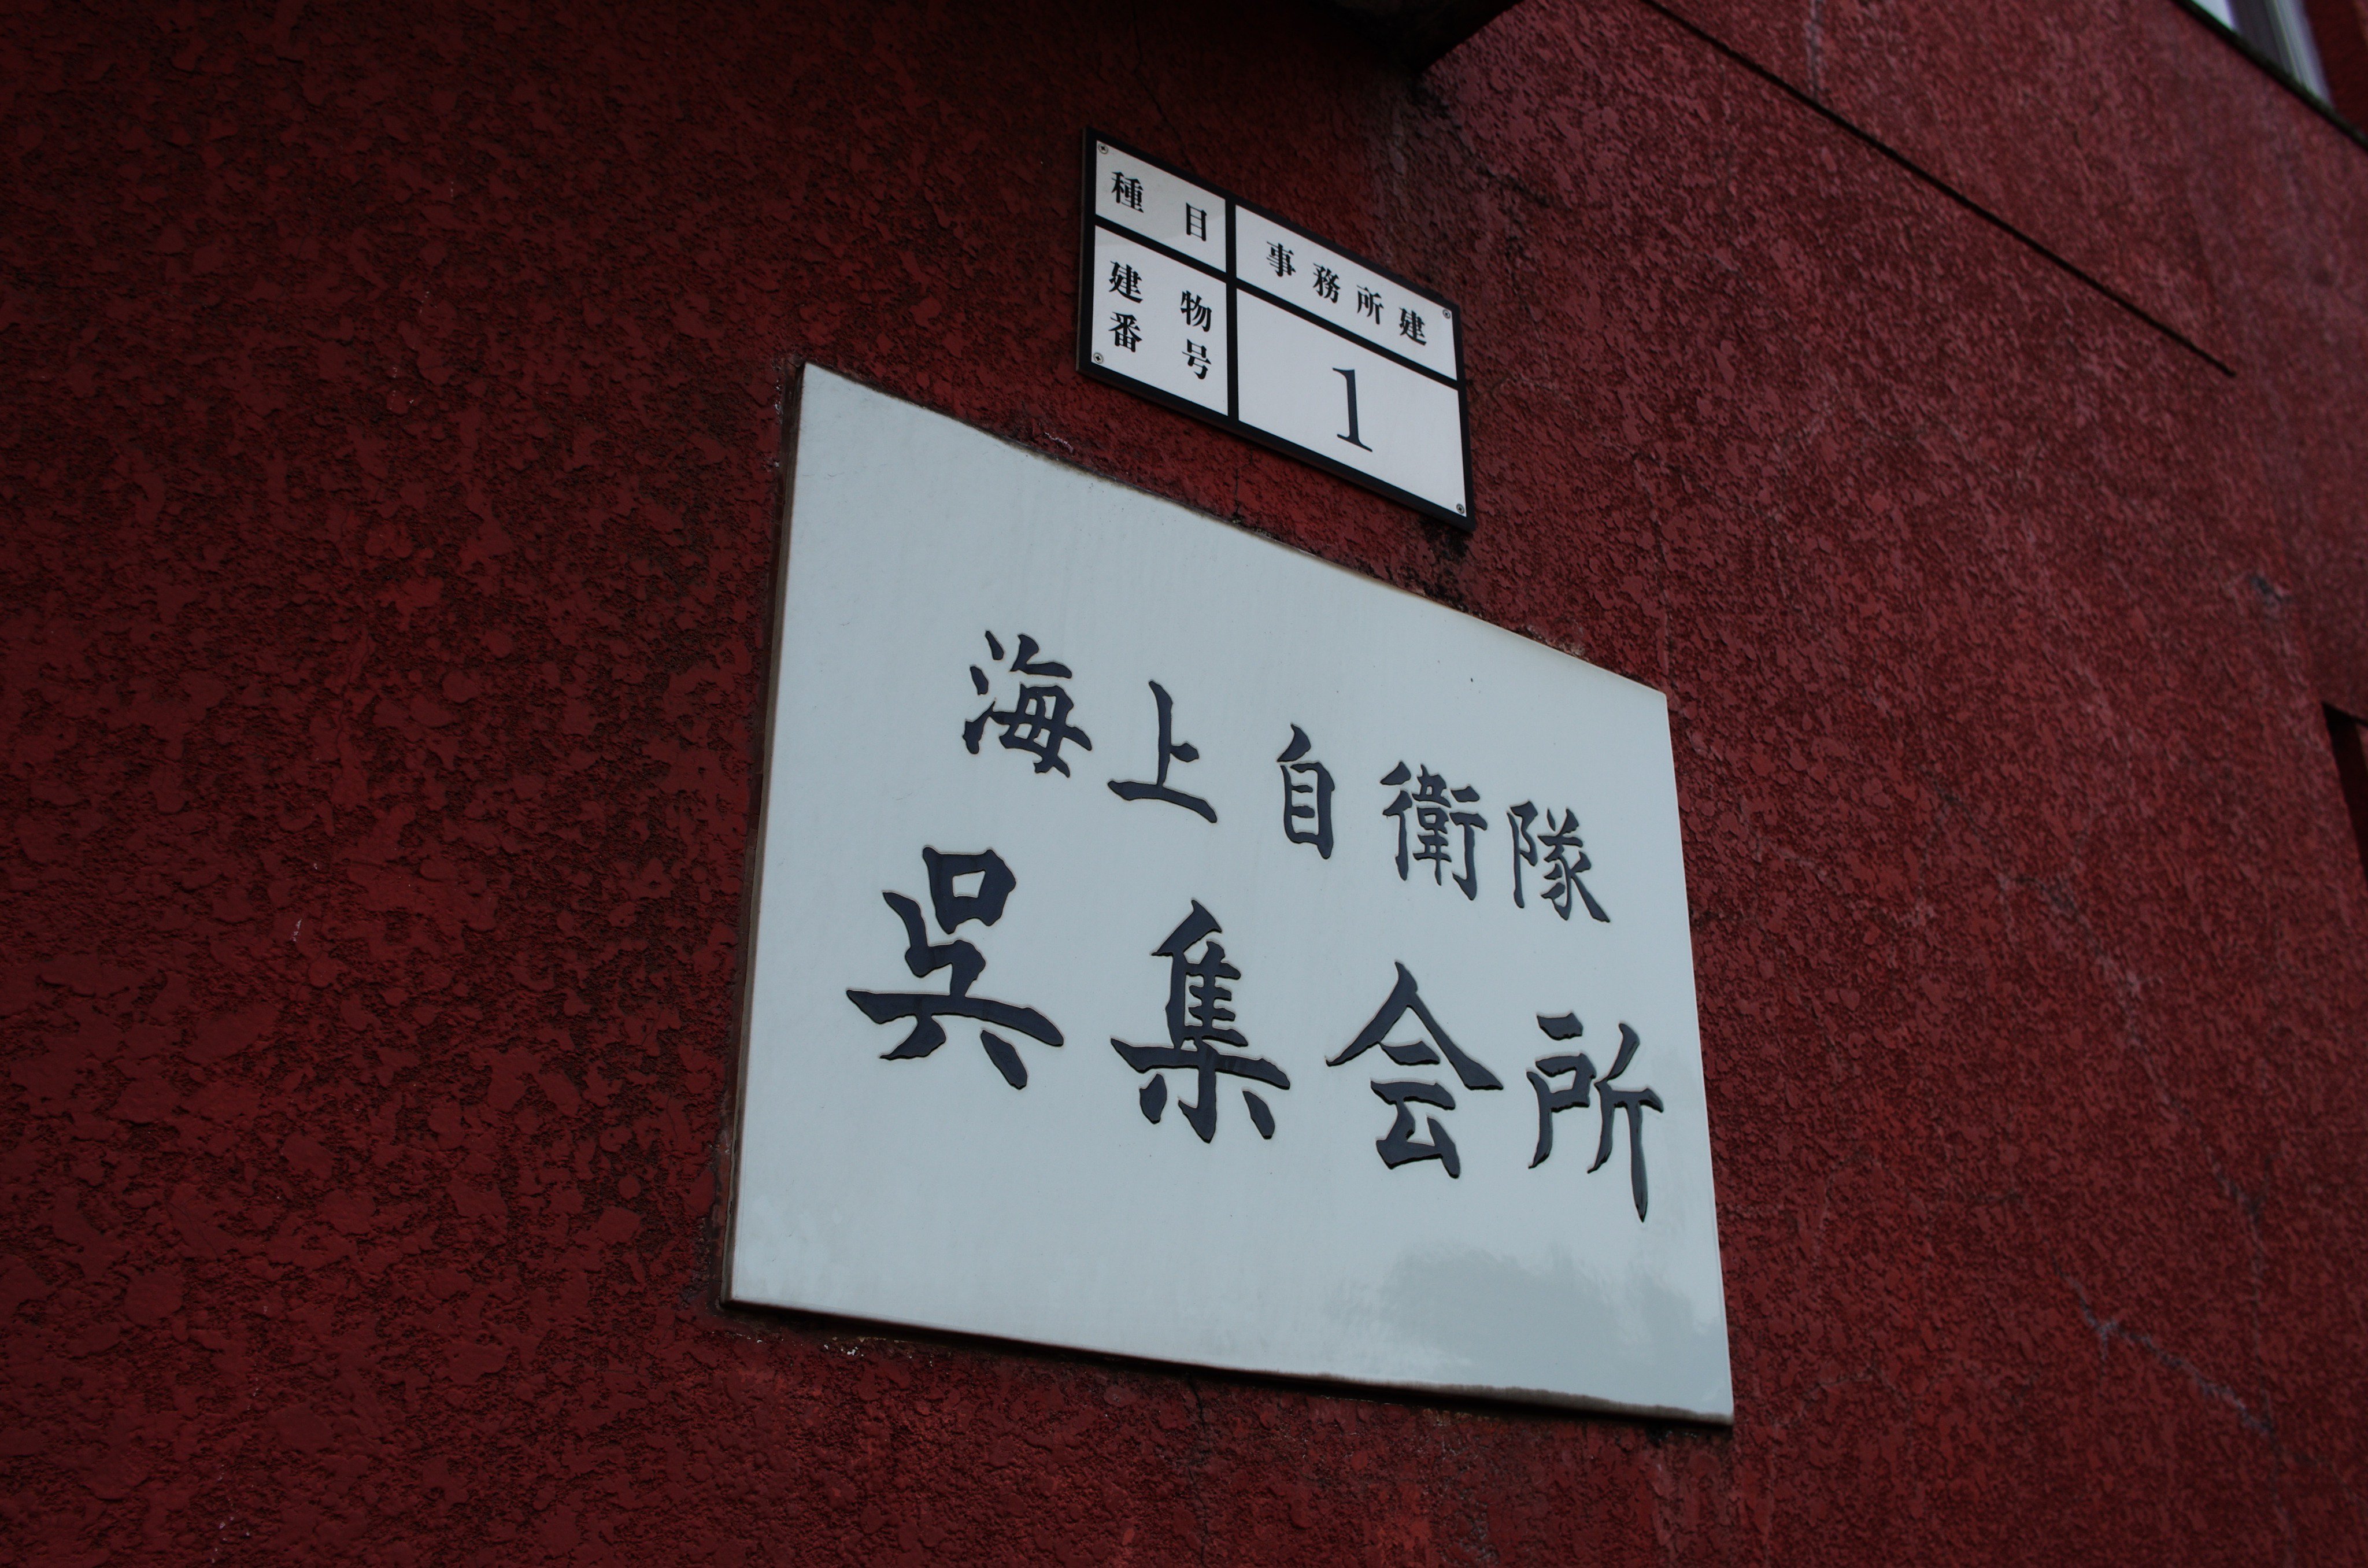 種目 事務所建
建物番号 1
海上自衛隊
呉集会所